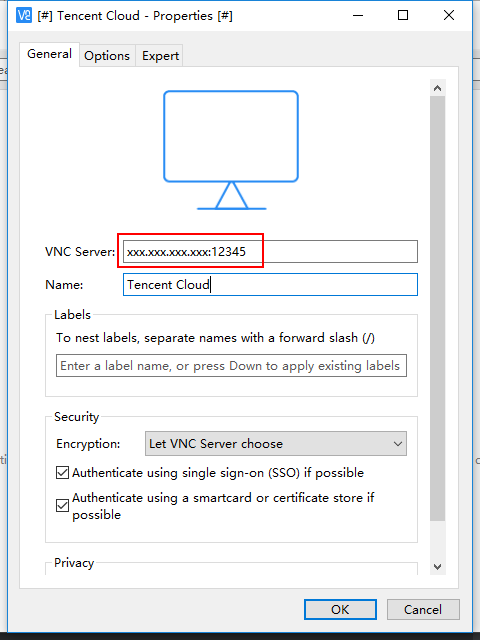 [#] Tencent Cloud - Properties [#]
General Options Expert
VNC Server: xxx.xxx.xxx.xxx:12345
Name: Tencent Cloud
Labels
To nest labels, separate names with a forward slash (/)
Enter a label name, or press Down to apply existing labels
Security
Encryption: Let VNC Server choose
Authenticate using single sign-on (SSO) if possible
Authenticate using a smartcard or certificate store if
possible
Privacy
OK Cancel